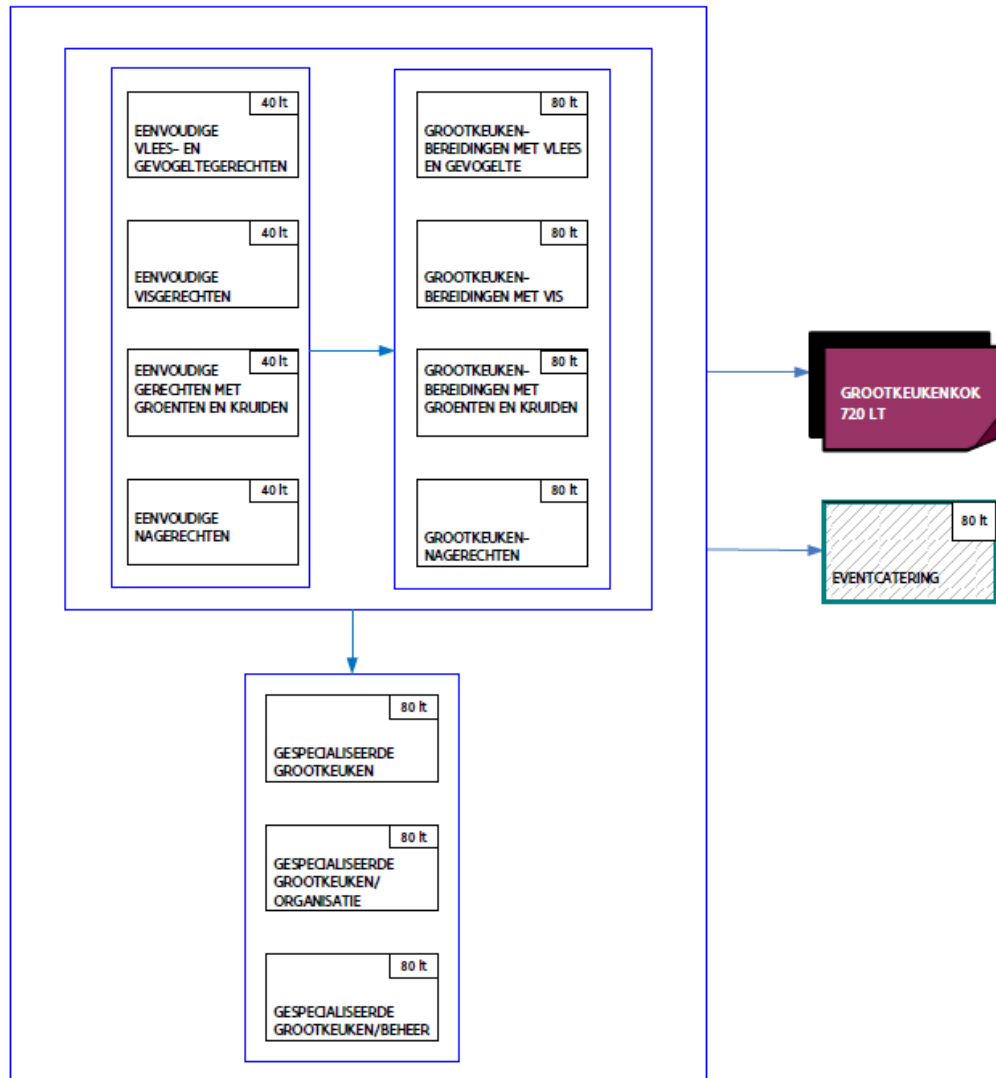 40 lt
EENVOUDIGE
VLEES- EN
GEVOGELTEGERECHTEN
40 lt
EENVOUDIGE
VISGERECHTEN
40 lt
EENVOUDIGE
GERECHTEN MET
GROENTEN EN KRUIDEN
40 lt
EENVOUDIGE
NAGERECHTEN
80 lt
GROOTKEUKEN-
BEREIDINGEN MET VLEES
EN GEVOGELTE
80 lt
GROOTKEUKEN-
BEREIDINGEN MET VIS
80 lt
GROOTKEUKEN-
BEREIDINGEN MET
GROENTEN EN KRUIDEN
80 lt
GROOTKEUKEN-
NAGERECHTEN
80 lt
GESPECIALISEERDE
GROOTKEUKEN
80 lt
GESPECIALISEERDE
GROOTKEUKEN/
ORGANISATIE
80 lt
GESPECIALISEERDE
GROOTKEUKEN/BEHEER
GROOTKEUKENKOK
720 LT
80 lt
EVENTCATERING